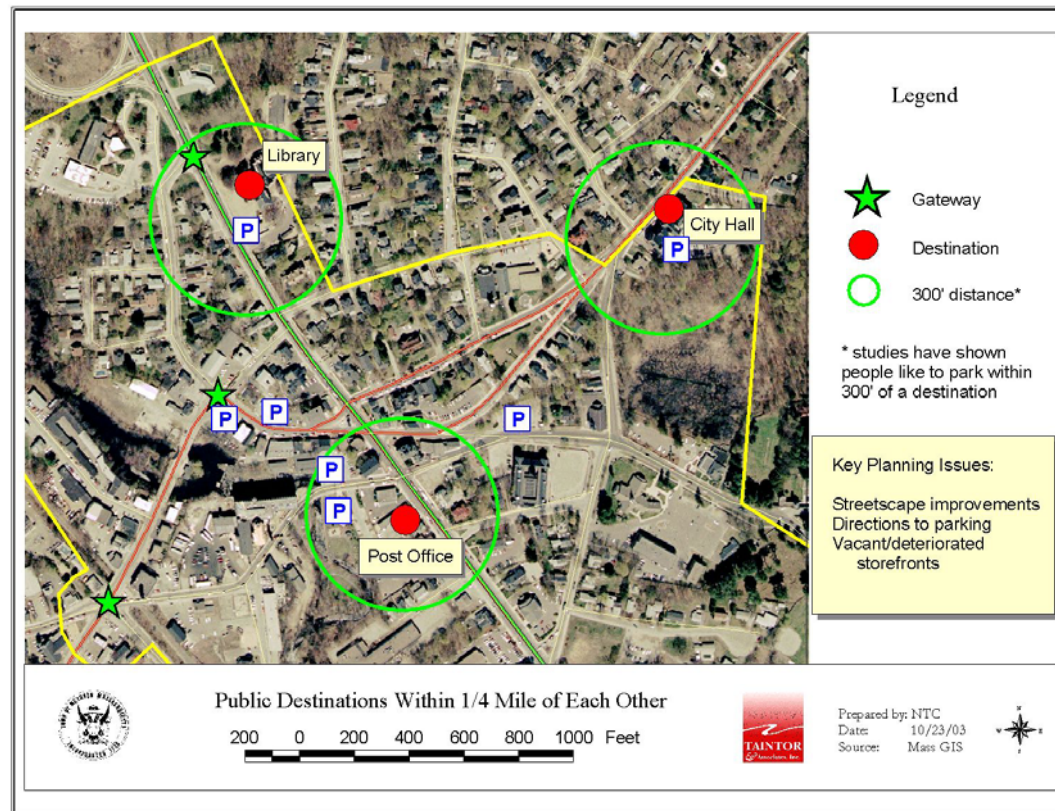 Legend
Gateway
Destination
300' distance*
* studies have shown
people like to park within
300' of a destination
Key Planning Issues:
Streetscape improvements
Directions to parking
Vacant/deteriorated
storefronts
Library
P
City Hall
P
P
P
P
P
P
Post Office
Public Destinations Within 1/4 Mile of Each Other
200 0 200 400 600 800 1000 Feet
TAINTOR
& Associates, Inc.
Prepared by: NTC
Date: 10/23/03
Source: Mass GIS
N
W E
S